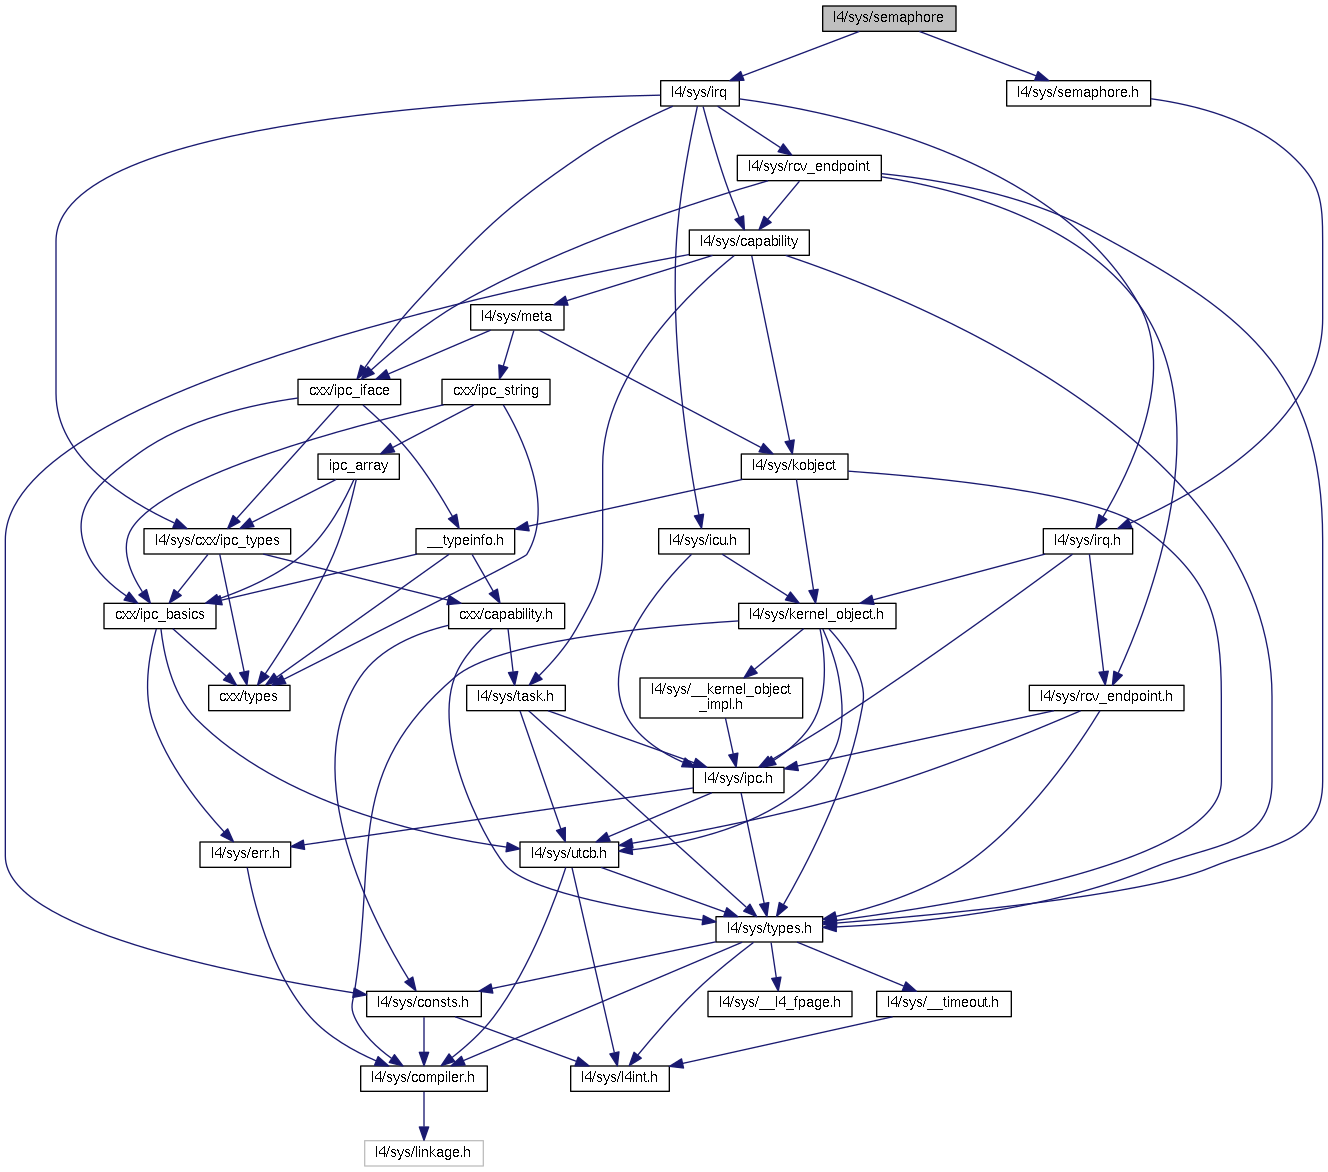 l4/sys/semaphore
l4/sys/irq
l4/sys/semaphore.h
l4/sys/rcv_endpoint
l4/sys/capability
l4/sys/meta
cxx/ipc_iface
cxx/ipc_string
ipc_array
l4/sys/kobject
l4/sys/cxx/ipc_types
__typeinfo.h
l4/sys/icu.h
l4/sys/irq.h
cxx/ipc_basics
cxx/capability.h
l4/sys/kernel_object.h
cxx/types
l4/sys/task.h
l4/sys/__kernel_object
_impl.h
l4/sys/rcv_endpoint.h
l4/sys/ipc.h
l4/sys/err.h
l4/sys/utcb.h
l4/sys/types.h
l4/sys/consts.h
l4/sys/__l4_fpage.h
l4/sys/__timeout.h
l4/sys/compiler.h
l4/sys/l4int.h
l4/sys/linkage.h